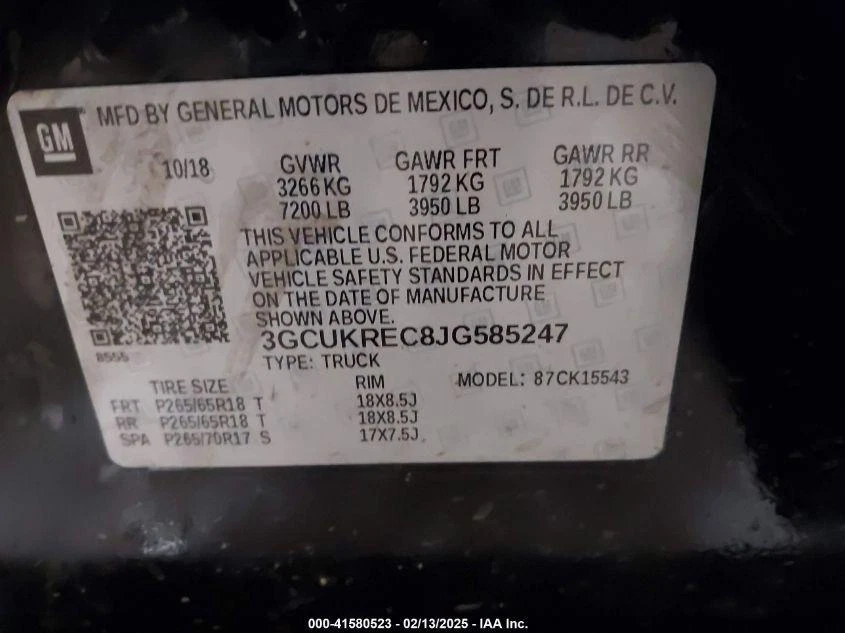 GM
MFD BY GENERAL MOTORS DE MEXICO, S. DE R.L. DE C.V.
10/18 GVWR GAWR FRT GAWR RR
3266 KG 1792 KG 1792 KG
7200 LB 3950 LB 3950 LB
THIS VEHICLE CONFORMS TO ALL
APPLICABLE U.S. FEDERAL MOTOR
VEHICLE SAFETY STANDARDS IN EFFECT
ON THE DATE OF MANUFACTURE
SHOWN ABOVE.
3GCUKREC8JG585247
8555 TYPE: TRUCK
TIRE SIZE RIM MODEL: 87CK15543
FRT P265/65R18 T 18X8.5J
RR P265/65R18 T 18X8.5J
SPA P265/70R17 S 17X7.5J
000-41580523 - 02/13/2025 - IAA Inc.